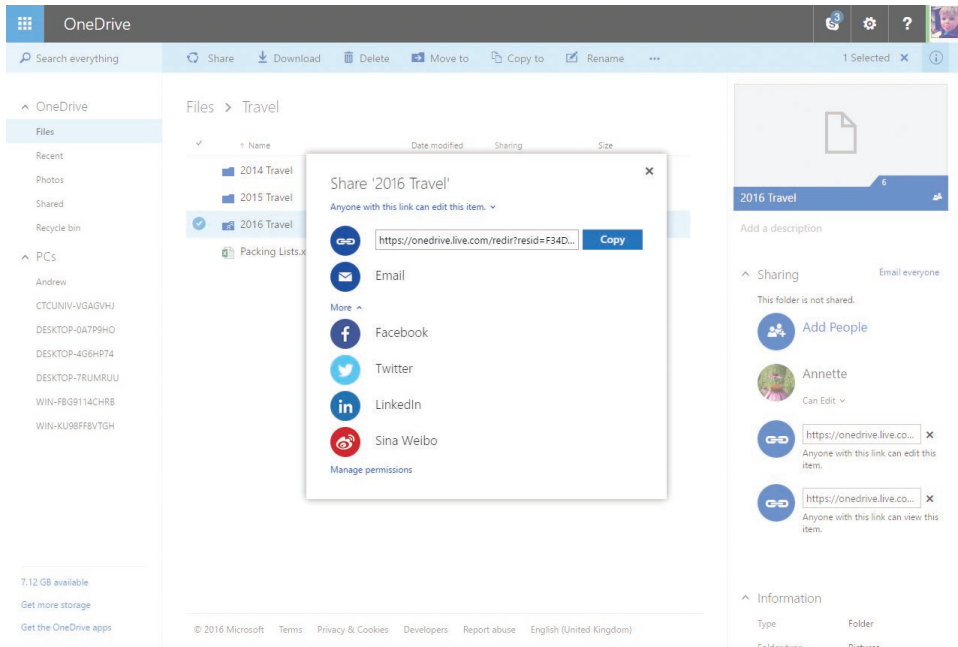 OneDrive
3
?
Search everything
Share Download Delete Move to Copy to Rename ...
1 Selected
OneDrive
Files
Recent
Photos
Shared
Recycle bin
PCs
Andrew
CTCUNIV-VGAGVHJ
DESKTOP-0A7P9HO
DESKTOP-4G6HP74
DESKTOP-7RUMRUU
WIN-F8G9114CHRB
WIN-KU98FF8VTGH
7.12 GB available
Get more storage
Get the OneDrive apps
Files > Travel
Name Date modified Sharing Size
2014 Travel
2015 Travel
2016 Travel
Packing Lists.x
Share '2016 Travel'
Anyone with this link can edit this item.
https://onedrive.live.com/redir?resid=F34D... Copy
Email
More
Facebook
Twitter
LinkedIn
Sina Weibo
Manage permissions
© 2016 Microsoft Terms Privacy & Cookies Developers Report abuse English (United Kingdom)
6
2016 Travel
Add a description
Sharing Email everyone
This folder is not shared.
Add People
Annette
Can Edit
https://onedrive.live.co...
Anyone with this link can edit this
item.
https://onedrive.live.co...
Anyone with this link can view this
item.
Information
Type Folder
Folder type Pictures